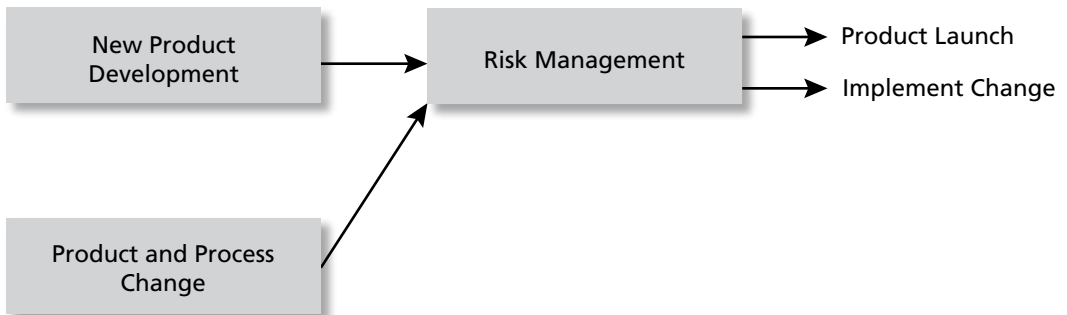 New Product
Development
Risk Management
Product Launch
Implement Change
Product and Process
Change